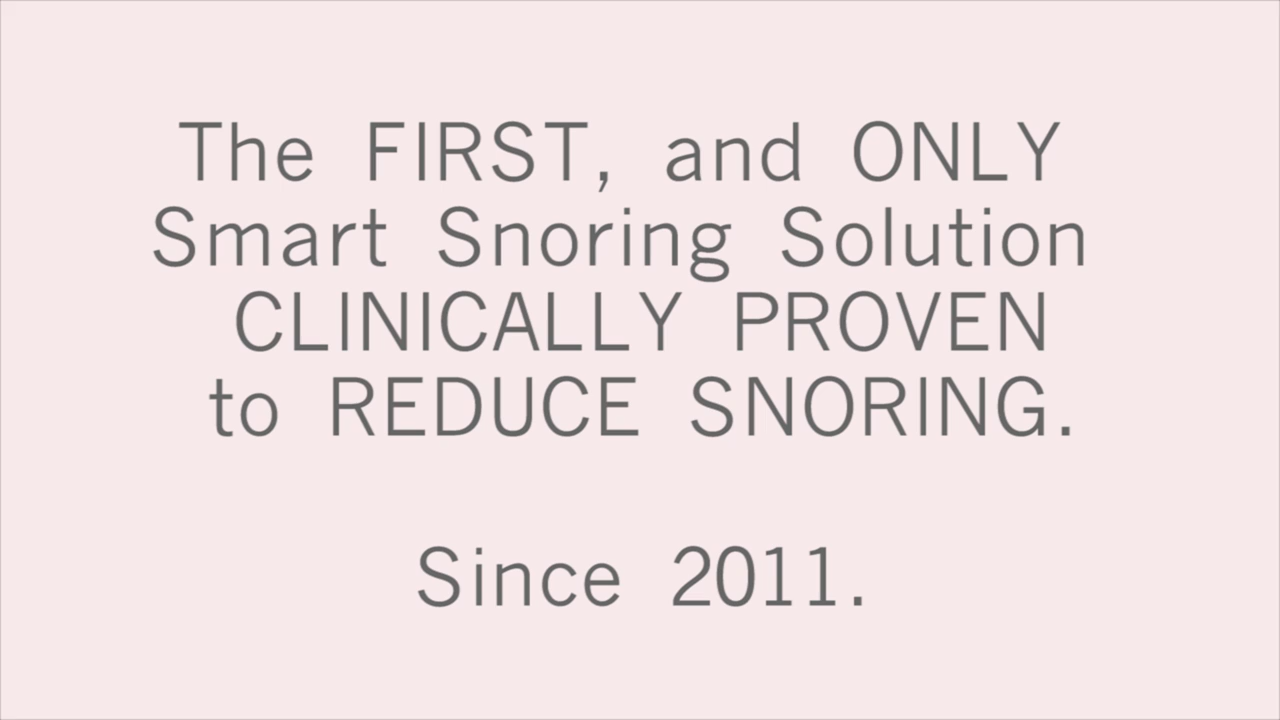 The FIRST, and ONLY
Smart Snoring Solution
CLINICALLY PROVEN
to REDUCE SNORING.
Since 2011.